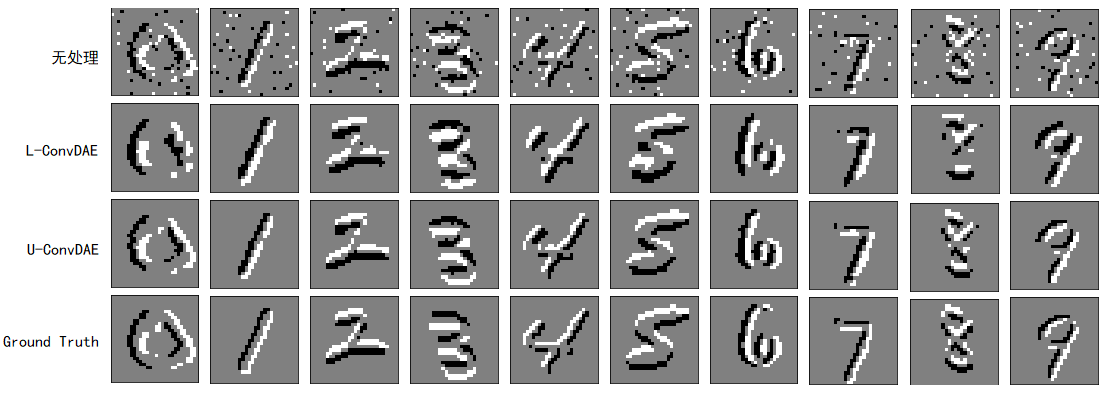 无处理
L-ConvDAE
U-ConvDAE
Ground Truth